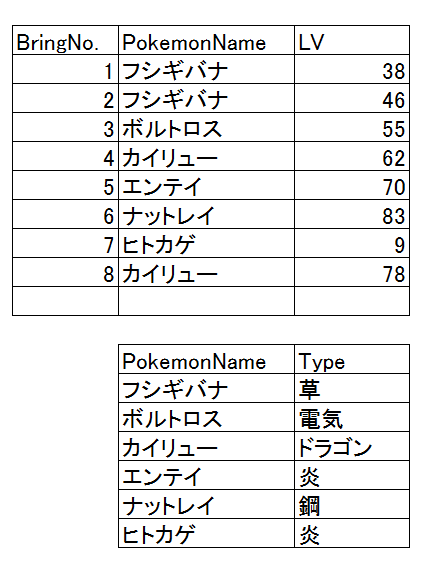 BringNo. PokemonName LV
1 フシギバナ 38
2 フシギバナ 46
3 ボルトロス 55
4 カイリュー 62
5 エンテイ 70
6 ナットレイ 83
7 ヒトカゲ 9
8 カイリュー 78
PokemonName Type
フシギバナ 草
ボルトロス 電気
カイリュー ドラゴン
エンテイ 炎
ナットレイ 鋼
ヒトカゲ 炎